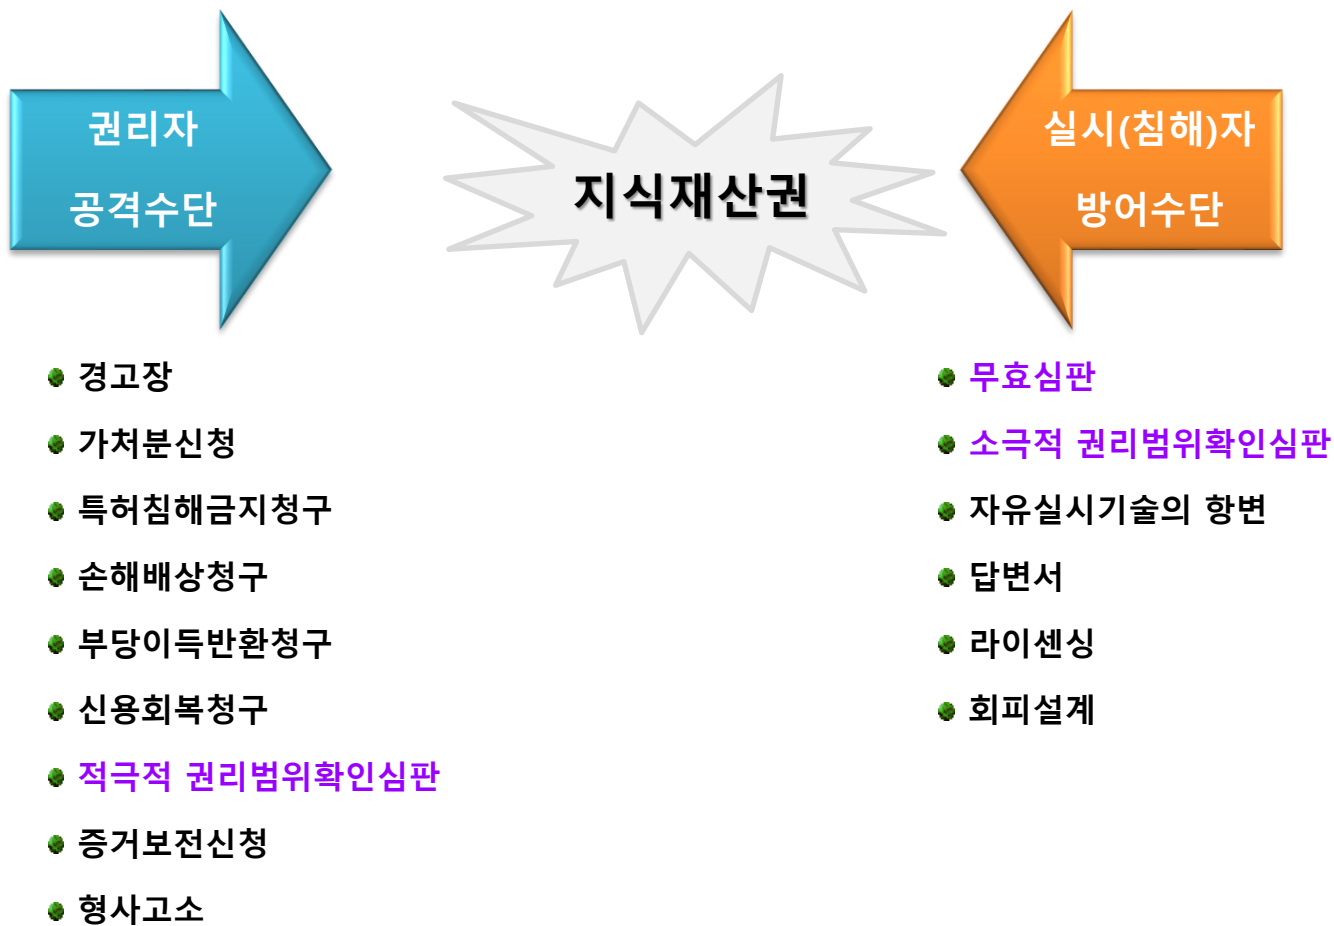 권리자
공격수단
지식재산권
실시(침해)자
방어수단
경고장
가처분신청
특허침해금지청구
손해배상청구
부당이득반환청구
신용회복청구
적극적 권리범위확인심판
증거보전신청
형사고소
무효심판
소극적 권리범위확인심판
자유실시기술의 항변
답변서
라이센싱
회피설계